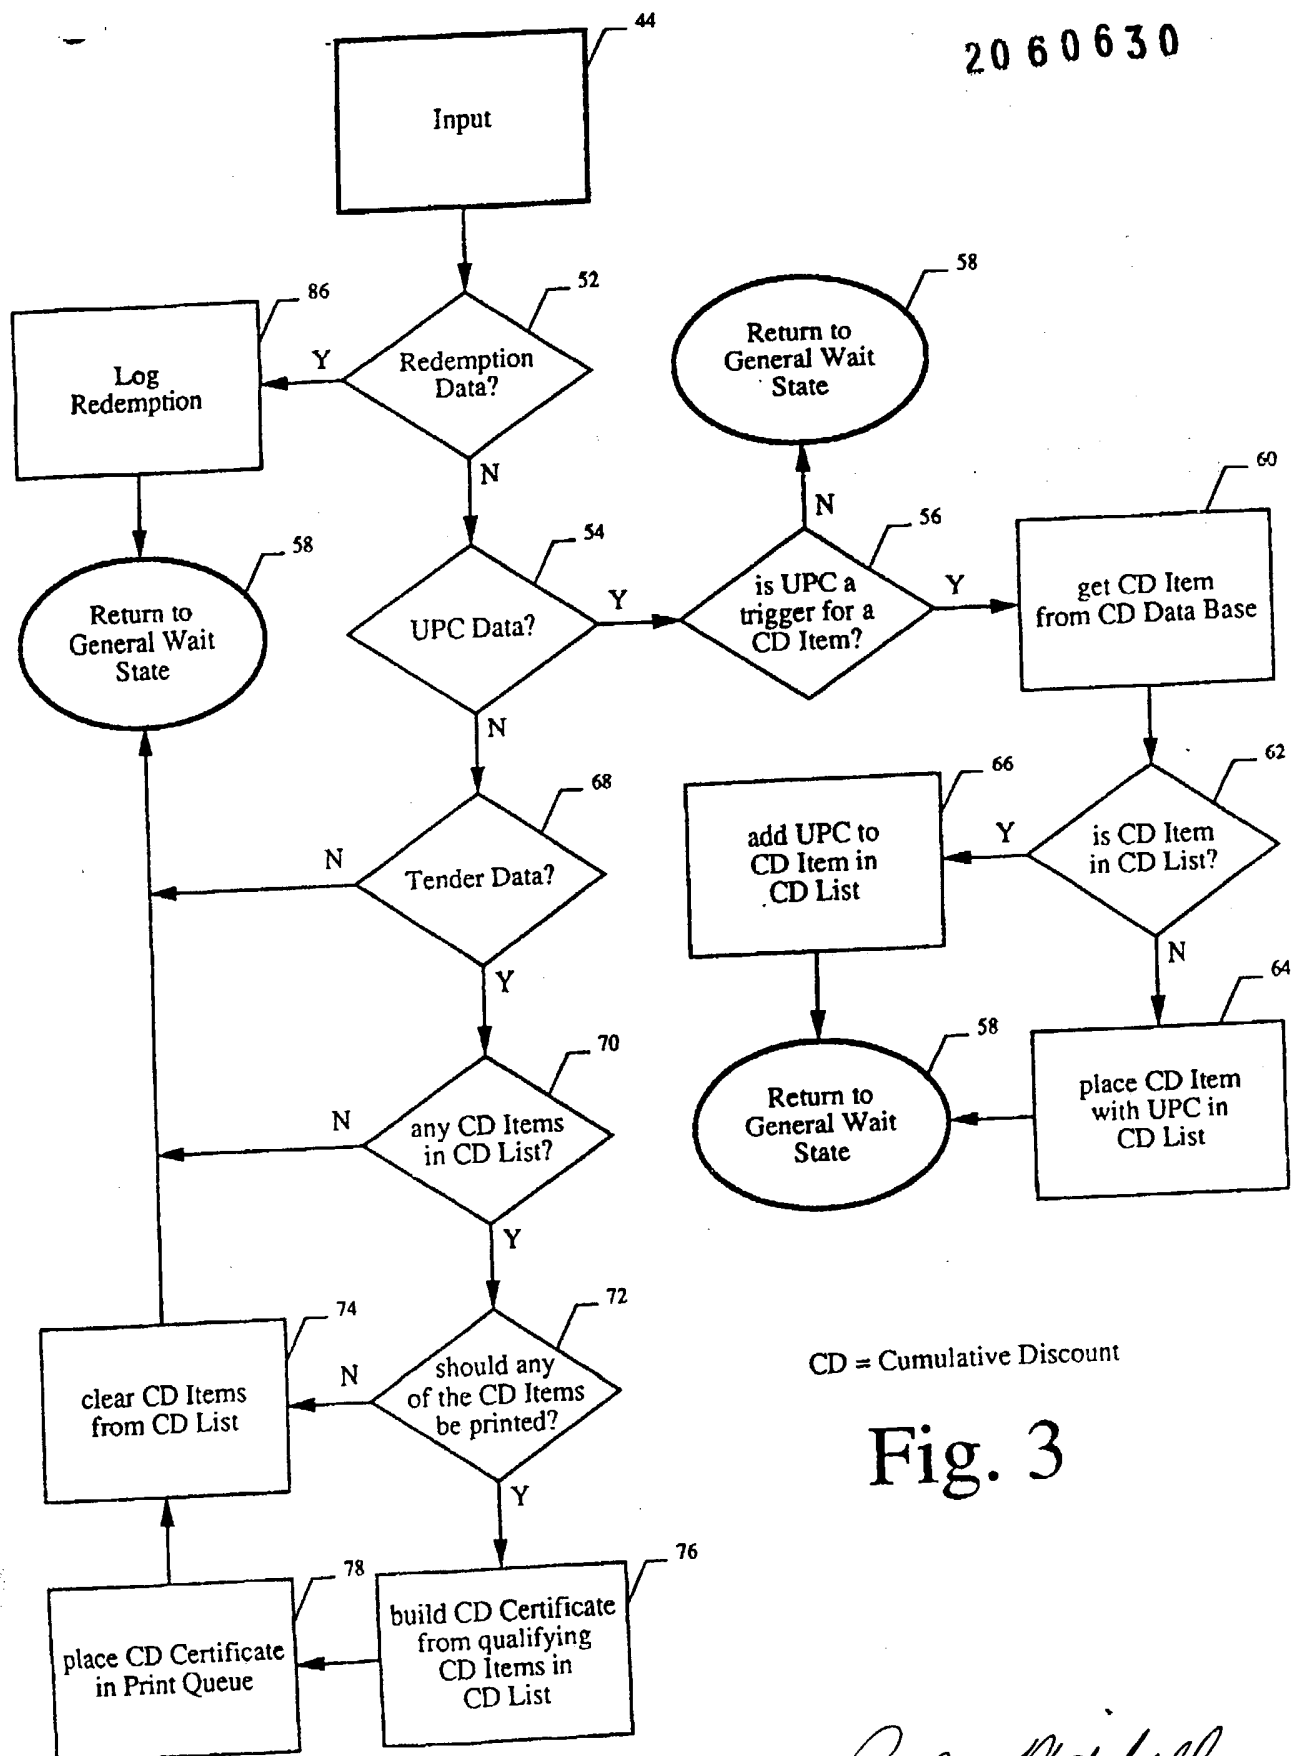 44
2060630
Input
58
86
52
Return to
General Wait
State
Y
Redemption
Data?
Log
Redemption
N
60
N
58
54
56
Y
Y
is UPC a
trigger for a
CD Item?
get CD Item
from CD Data Base
Return to
General Wait
State
UPC Data?
N
62
66
68
Y
add UPC to
CD Item in
CD List
is CD Item
in CD List?
N
Tender Data?
N
Y
64
58
70
place CD Item
with UPC in
CD List
Return to
General Wait
State
N
any CD Items
in CD List?
Y
72
74
CD = Cumulative Discount
N
should any
of the CD Items
be printed?
clear CD Items
from CD List
Fig. 3
Y
76
78
build CD Certificate
from qualifying
CD Items in
CD List
place CD Certificate
in Print Queue